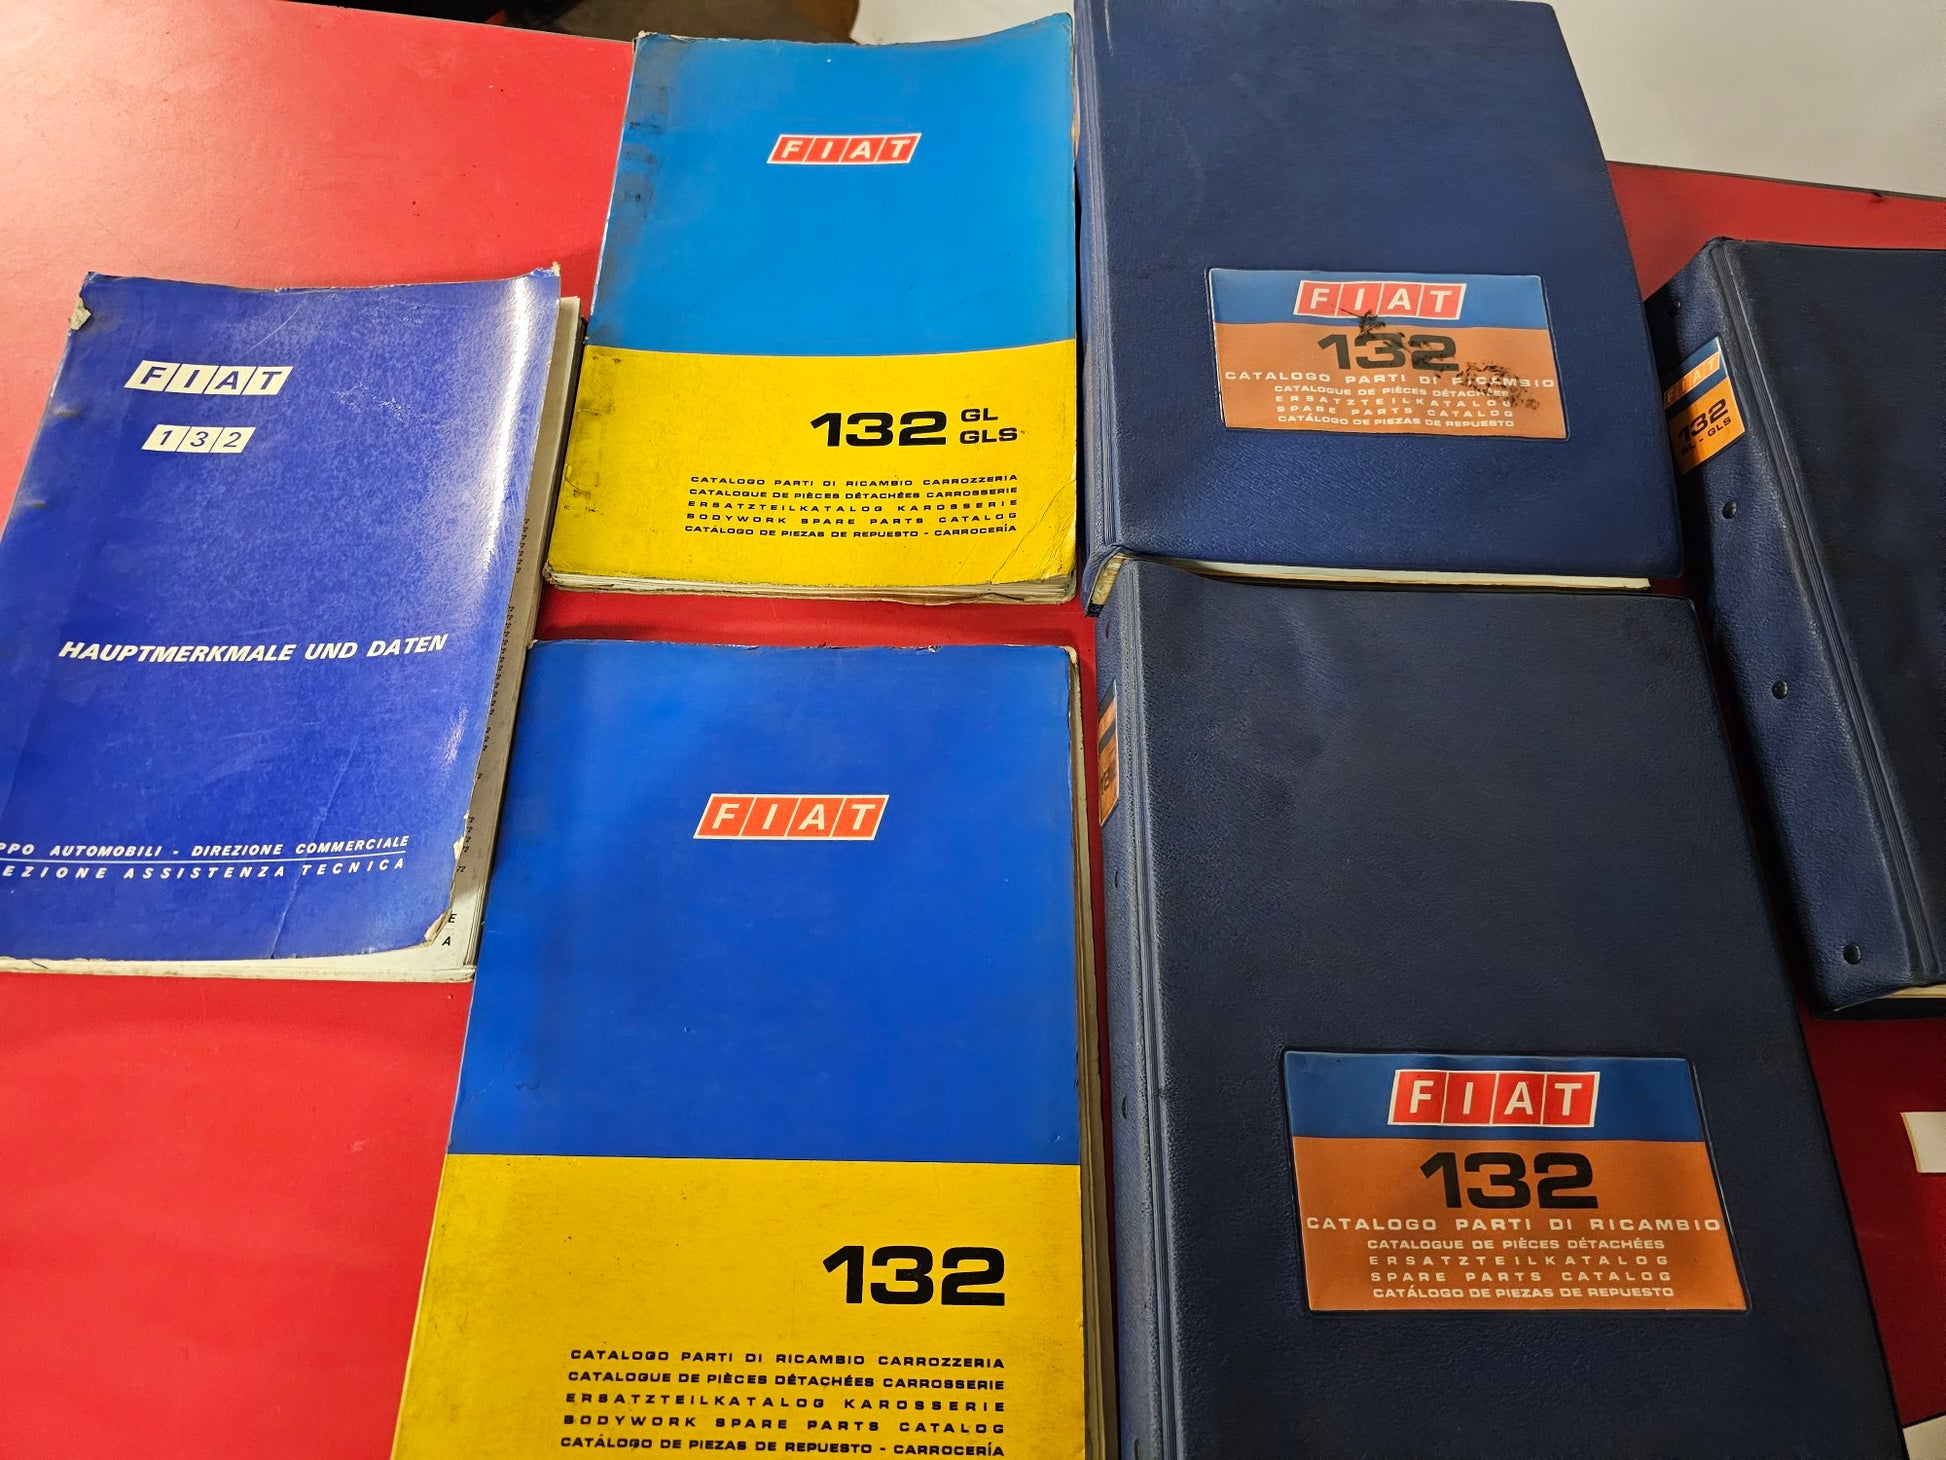 FIAT
132
HAUPTMERKMALE UND DATEN
AUTOMOBILI - DIREZIONE COMMERCIALE
ASSISTENZA TECNICA
E
A
FIAT
132 GL
GLS
CATALOGO PARTI DI RICAMBIO CARROZZERIA
CATALOGUE DE PIÈCES DÉTACHÉES CARROSSERIE
ERSATZTEILKATALOG KAROSSERIE
BODYWORK SPARE PARTS CATALOG
CATÁLOGO DE PIEZAS DE REPUESTO - CARROCERÍA
FIAT
132
CATALOGO PARTI DI RICAMBIO CARROZZERIA
CATALOGUE DE PIÈCES DÉTACHÉES CARROSSERIE
ERSATZTEILKATALOG KAROSSERIE
BODYWORK SPARE PARTS CATALOG
CATÁLOGO DE PIEZAS DE REPUESTO - CARROCERÍA
FIAT
132
CATALOGO PARTI DI RICAMBIO
CATALOGUE DE PIÈCES DÉTACHÉES
ERSATZTEILKATALOG
SPARE PARTS CATALOG
CATÁLOGO DE PIEZAS DE REPUESTO
FIAT
132
CATALOGO PARTI DI RICAMBIO
CATALOGUE DE PIÈCES DÉTACHÉES
ERSATZTEILKATALOG
SPARE PARTS CATALOG
CATÁLOGO DE PIEZAS DE REPUESTO
FIAT
132
GL - GLS